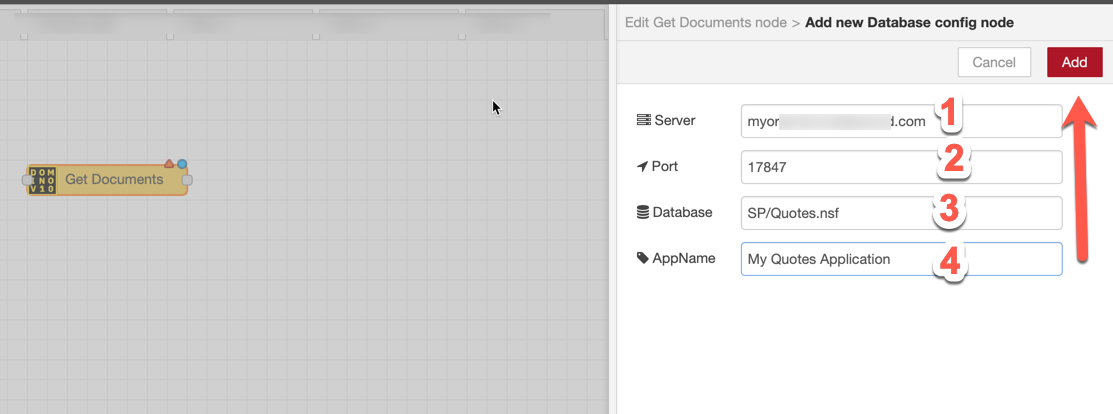 Edit Get Documents node > Add new Database config node
Cancel Add
Server myor .com 1
Port 17847 2
DOM
INO
V10
Get Documents
Database SP/Quotes.nsf 3
AppName My Quotes Application 4